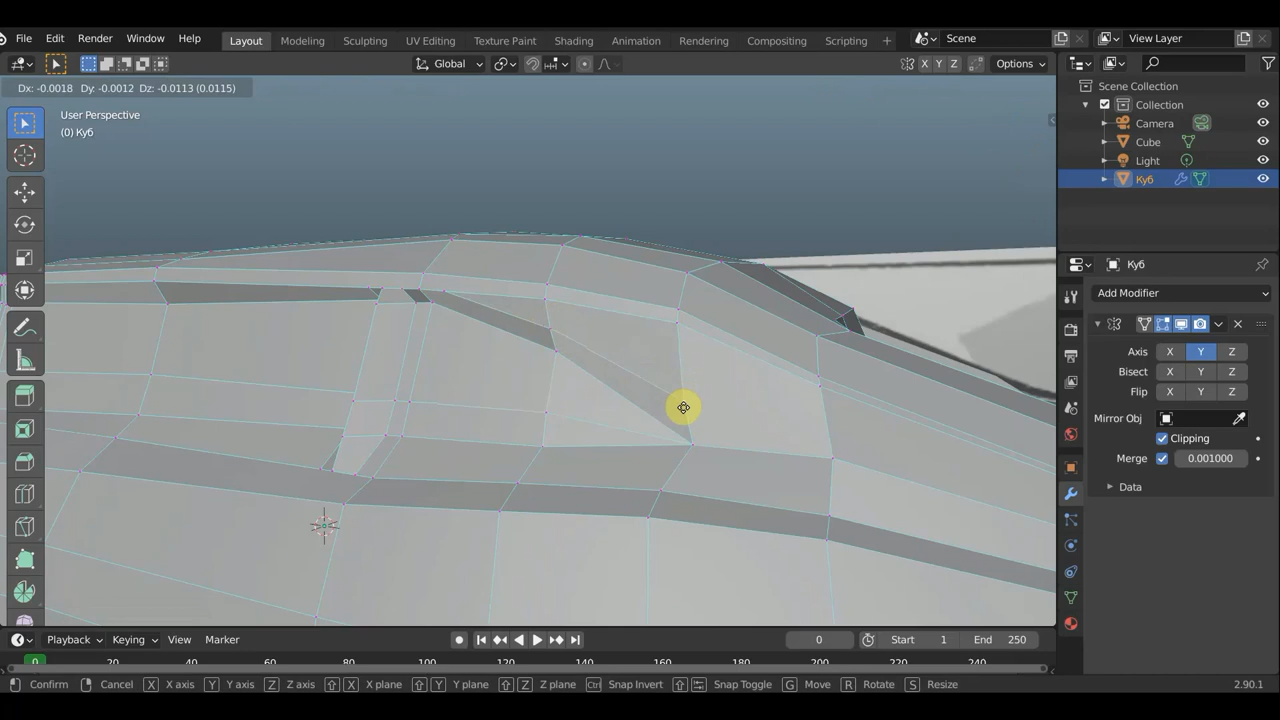 File Edit Render Window Help Layout Modeling Sculpting UV Editing Texture Paint Shading Animation Rendering Compositing Scripting + Scene View Layer
Global X Y Z Options
Dx: -0.0018 Dy: -0.0012 Dz: -0.0113 (0.0115)
User Perspective
(0) Куб
Scene Collection
Collection
Camera
Cube
Light
Куб
Куб
Add Modifier
Axis X Y Z
Bisect X Y Z
Flip X Y Z
Mirror Obj
Clipping
Merge 0.001000
Data
Playback Keying View Marker 0 Start 1 End 250
0 20 40 60 80 100 120 140 160 180 200 220 240
Confirm Cancel X X axis Y Y axis Z Z axis X X plane Y Y plane Z Z plane Ctrl Snap Invert Snap Toggle G Move R Rotate S Resize 2.90.1